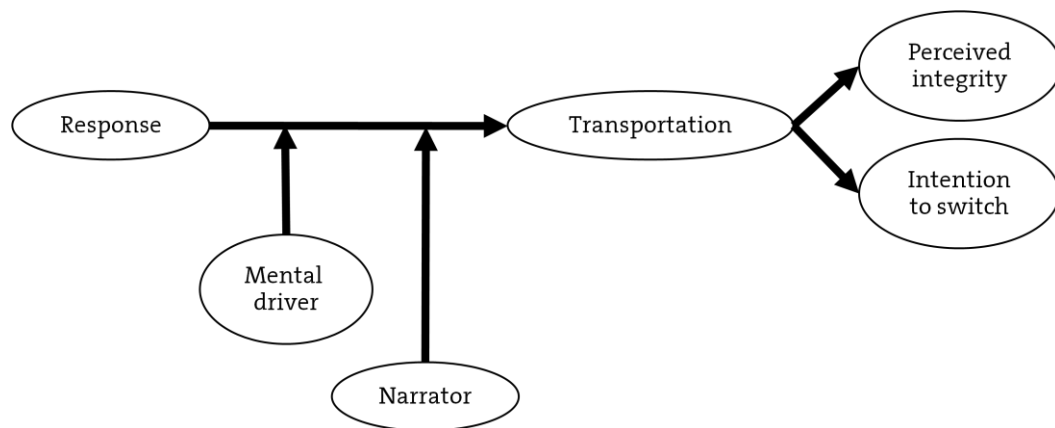 Perceived
integrity
Response
Transportation
Intention
to switch
Mental
driver
Narrator